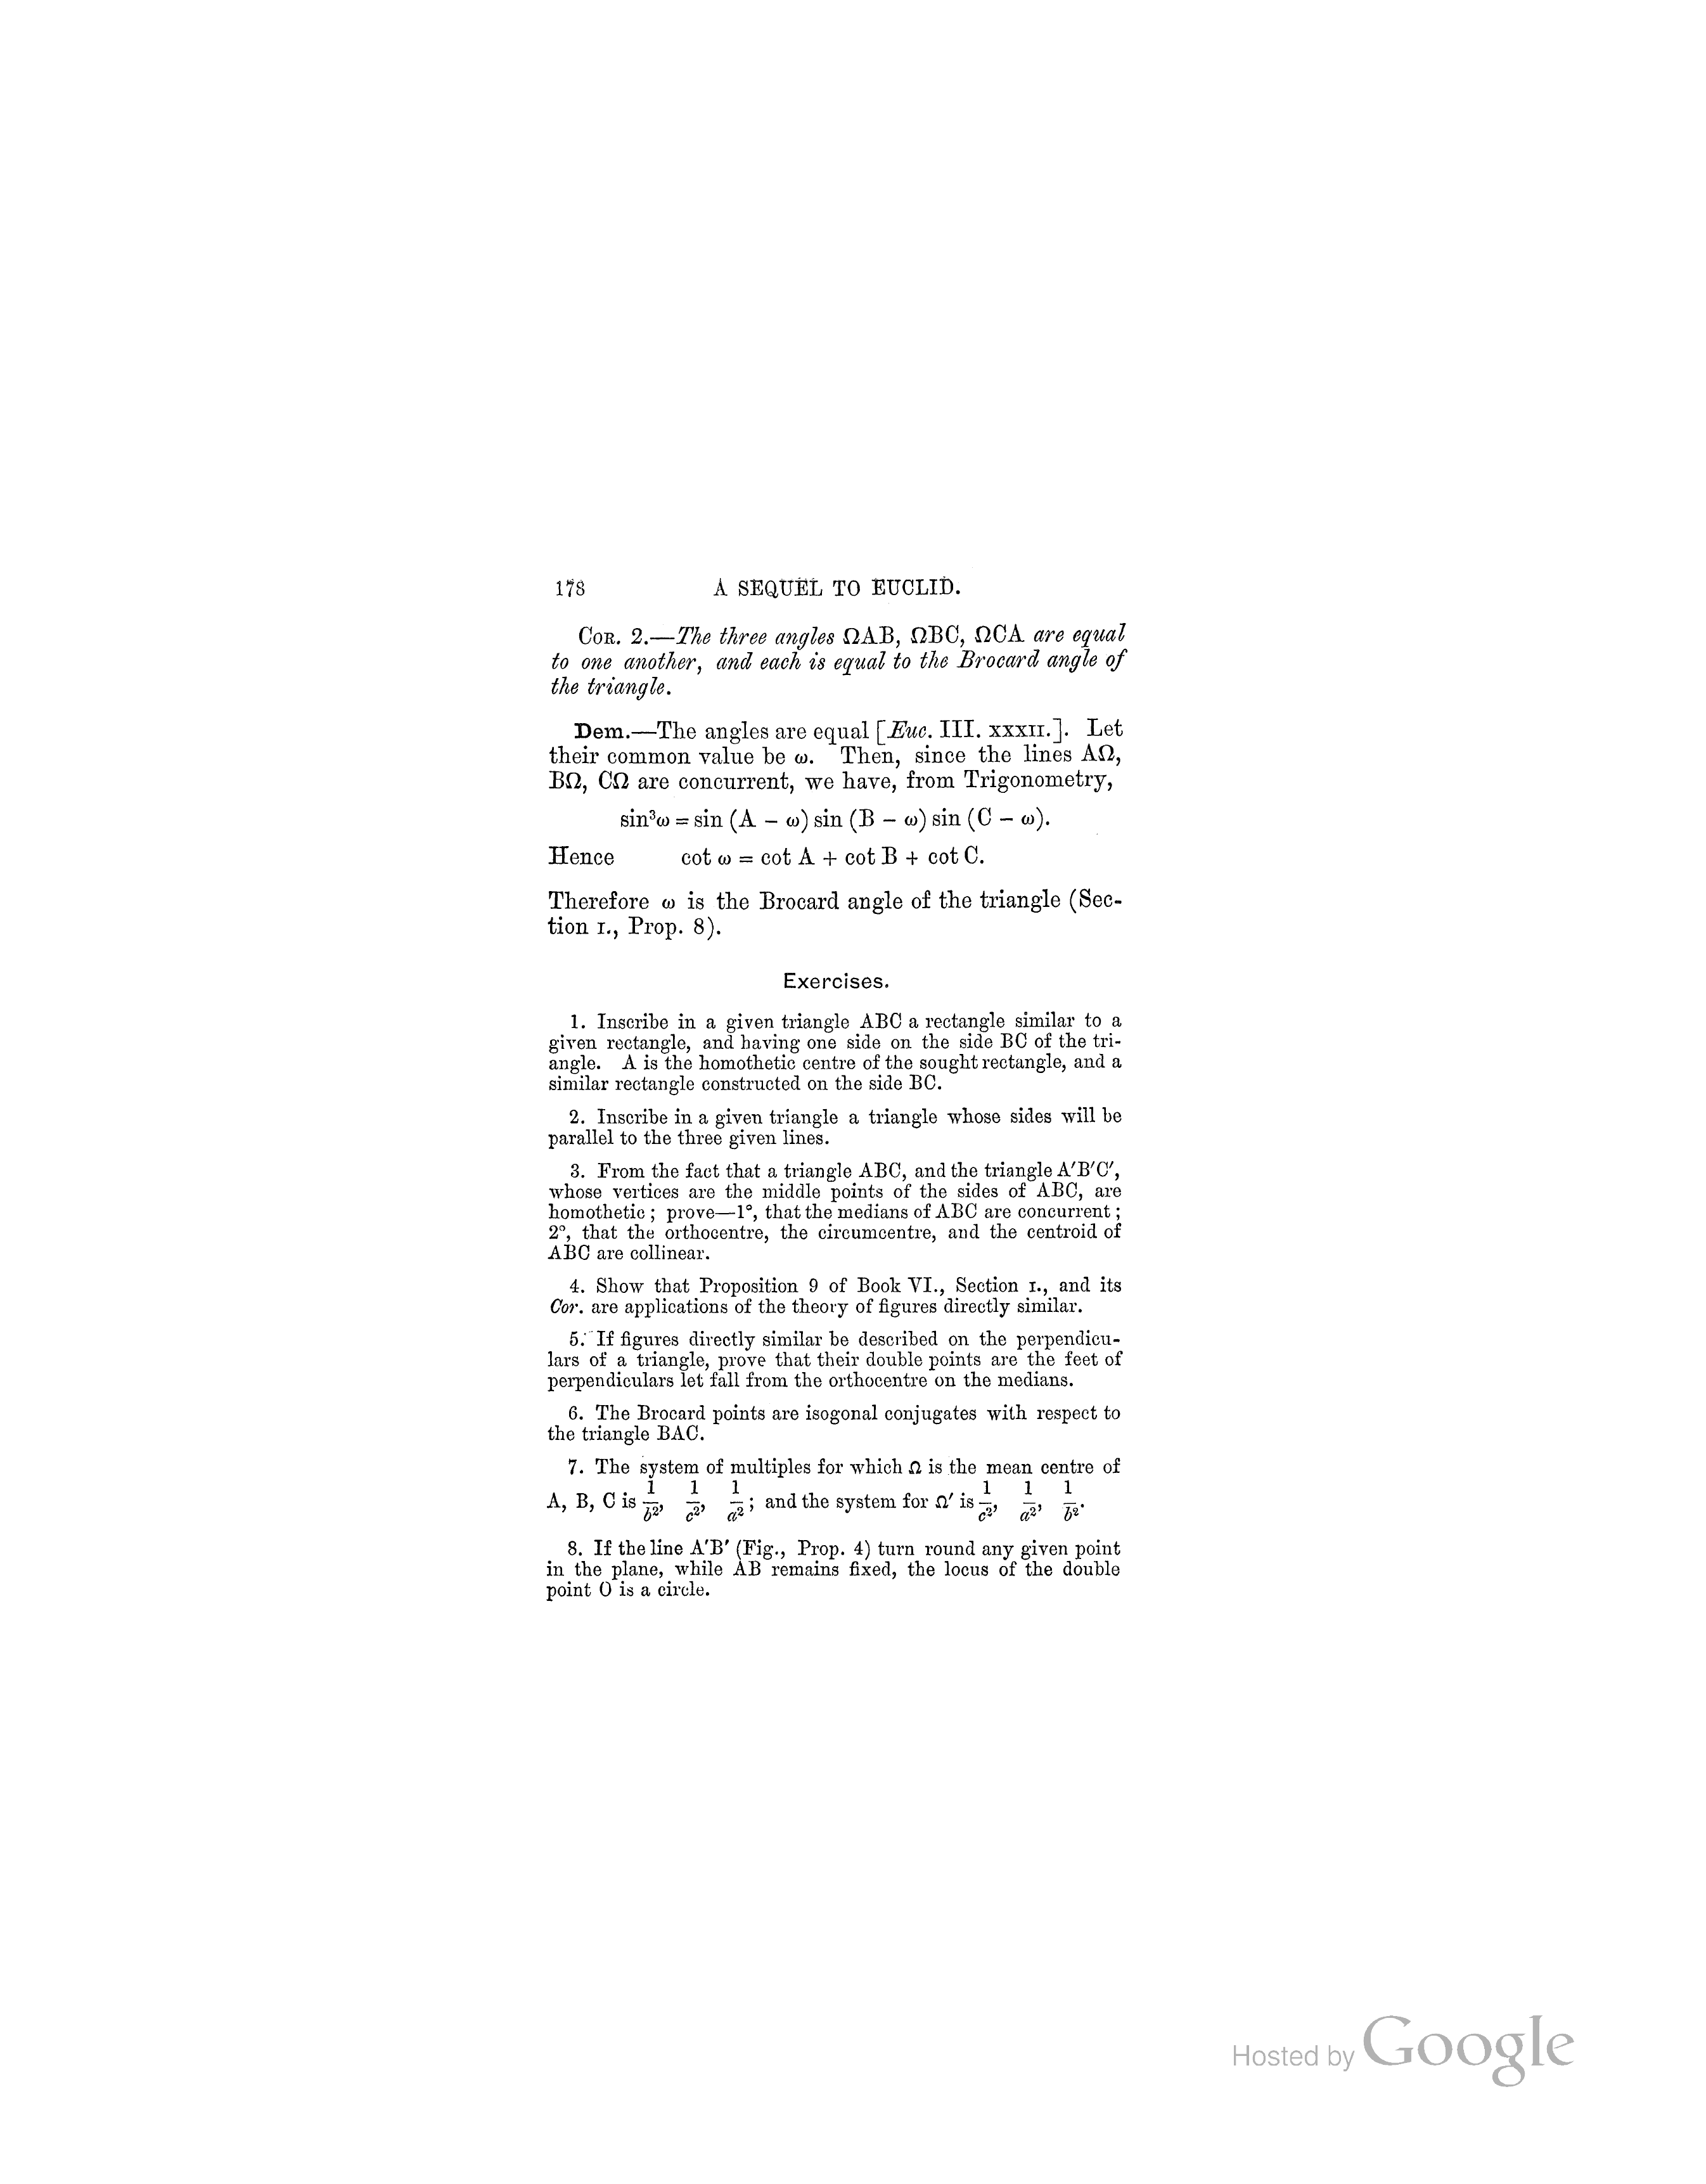 178 A SEQUEL TO EUCLID.
COR. 2.—The three angles ΩAB, ΩBC, ΩCA are equal
to one another, and each is equal to the Brocard angle of
the triangle.
Dem.—The angles are equal [Euc. III. XXXII.]. Let
their common value be ω. Then, since the lines AΩ,
BΩ, CΩ are concurrent, we have, from Trigonometry,
sin³ω = sin (A − ω) sin (B − ω) sin (C − ω).
Hence cot ω = cot A + cot B + cot C.
Therefore ω is the Brocard angle of the triangle (Sec-
tion I., Prop. 8).
Exercises.
1. Inscribe in a given triangle ABC a rectangle similar to a
given rectangle, and having one side on the side BC of the tri-
angle. A is the homothetic centre of the sought rectangle, and a
similar rectangle constructed on the side BC.
2. Inscribe in a given triangle a triangle whose sides will be
parallel to the three given lines.
3. From the fact that a triangle ABC, and the triangle A′B′C′,
whose vertices are the middle points of the sides of ABC, are
homothetic; prove—1°, that the medians of ABC are concurrent;
2°, that the orthocentre, the circumcentre, and the centroid of
ABC are collinear.
4. Show that Proposition 9 of Book VI., Section I., and its
Cor. are applications of the theory of figures directly similar.
5. If figures directly similar be described on the perpendicu-
lars of a triangle, prove that their double points are the feet of
perpendiculars let fall from the orthocentre on the medians.
6. The Brocard points are isogonal conjugates with respect to
the triangle BAC.
7. The system of multiples for which Ω is the mean centre of
A, B, C is 1/b², 1/c², 1/a²; and the system for Ω′ is 1/c², 1/a², 1/b².
8. If the line A′B′ (Fig., Prop. 4) turn round any given point
in the plane, while AB remains fixed, the locus of the double
point O is a circle.
Hosted by Google